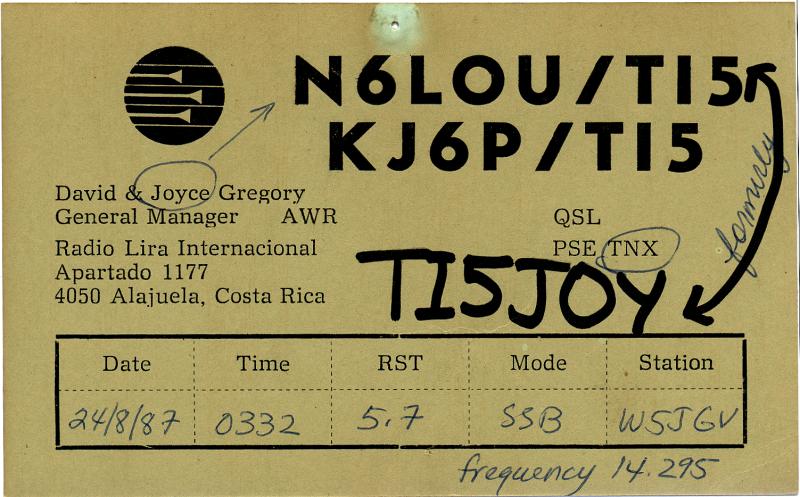 N6LOU/TI5
KJ6P/TI5
formerly
David & Joyce Gregory
General Manager AWR
QSL
Radio Lira Internacional
PSE TNX
Apartado 1177
4050 Alajuela, Costa Rica
TI5JOY
Date Time RST Mode Station
24/8/87 0332 5.7 SSB W5JGV
frequency 14.295